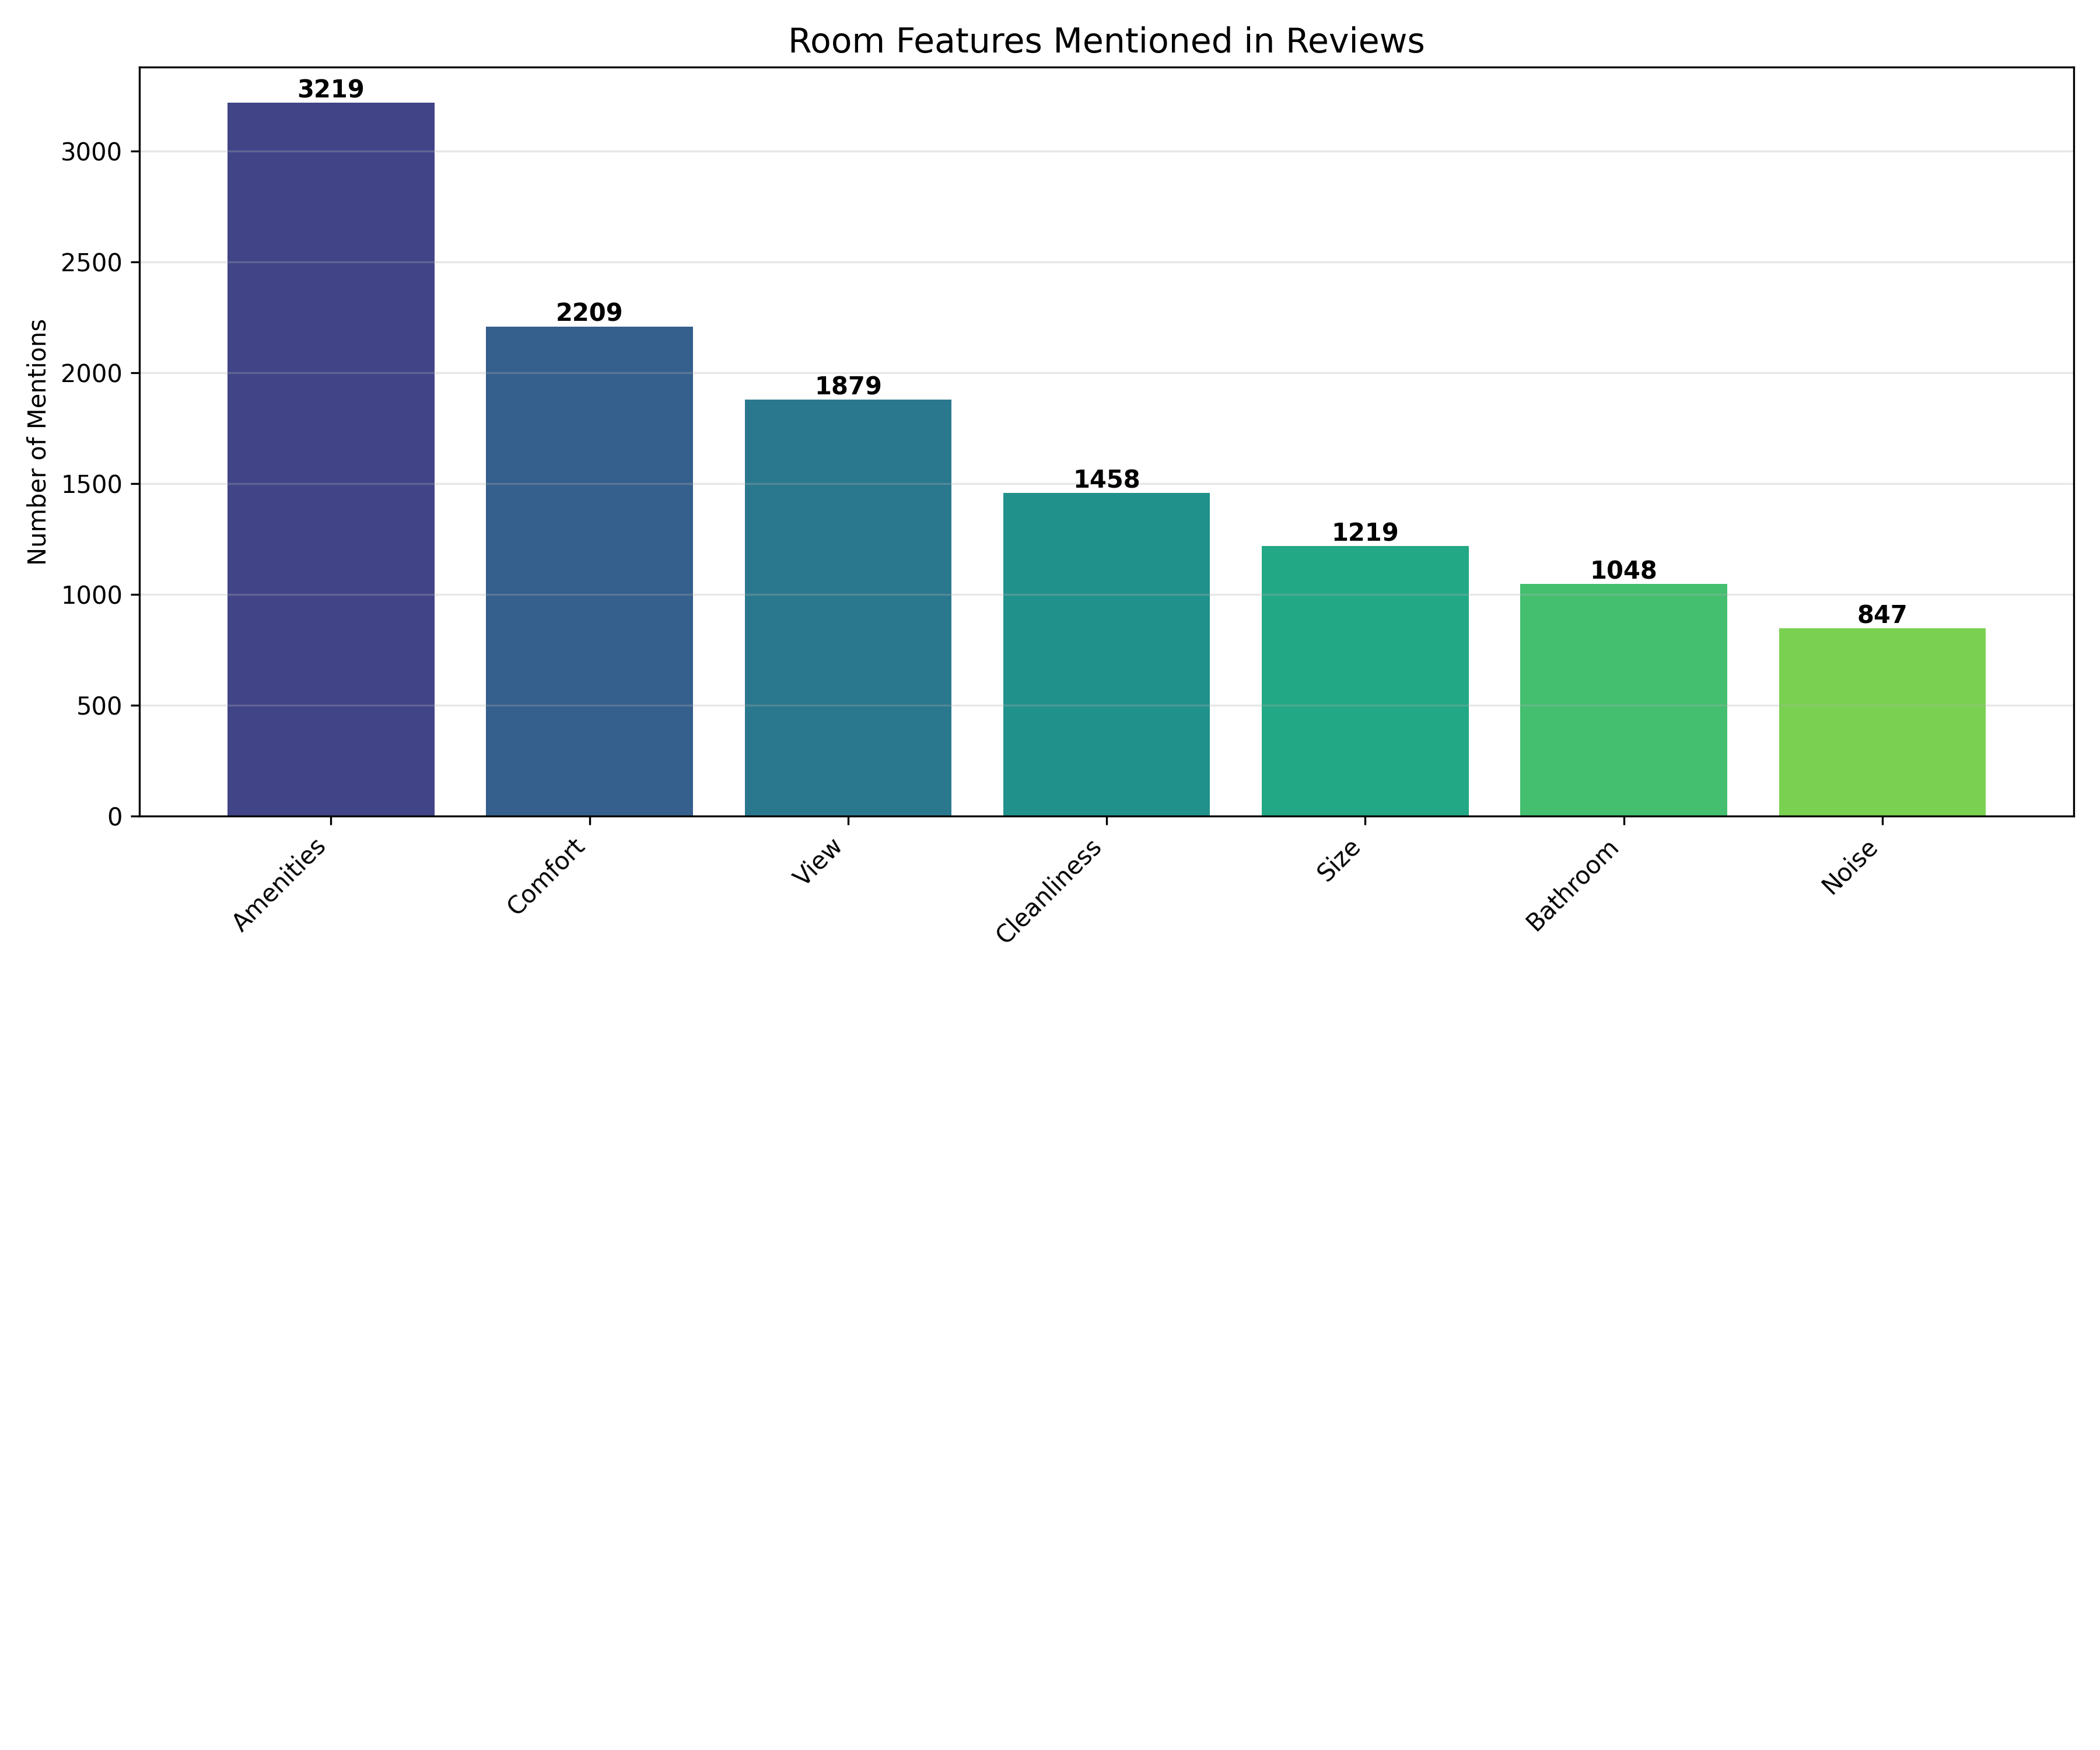 Room Features Mentioned in Reviews
Number of Mentions
3000
2500
2000
1500
1000
500
0
3219
2209
1879
1458
1219
1048
847
Amenities
Comfort
View
Cleanliness
Size
Bathroom
Noise